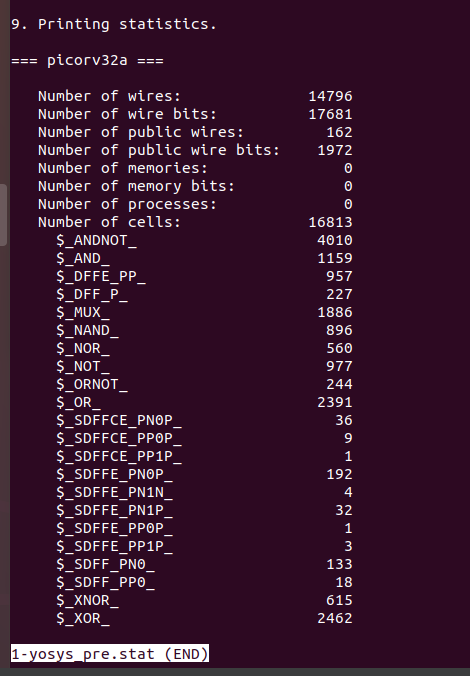 9. Printing statistics.
=== picorv32a ===
Number of wires: 14796
Number of wire bits: 17681
Number of public wires: 162
Number of public wire bits: 1972
Number of memories: 0
Number of memory bits: 0
Number of processes: 0
Number of cells: 16813
$_ANDNOT_ 4010
$_AND_ 1159
$_DFFE_PP_ 957
$_DFF_P_ 227
$_MUX_ 1886
$_NAND_ 896
$_NOR_ 560
$_NOT_ 977
$_ORNOT_ 244
$_OR_ 2391
$_SDFFCE_PN0P_ 36
$_SDFFCE_PP0P_ 9
$_SDFFCE_PP1P_ 1
$_SDFFE_PN0P_ 192
$_SDFFE_PN1N_ 4
$_SDFFE_PN1P_ 32
$_SDFFE_PP0P_ 1
$_SDFFE_PP1P_ 3
$_SDFF_PN0_ 133
$_SDFF_PP0_ 18
$_XNOR_ 615
$_XOR_ 2462
1-yosys_pre.stat (END)